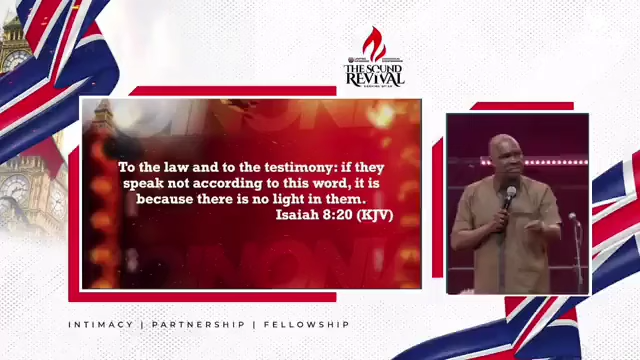 THE SOUND
OF
REVIVAL
To the law and to the testimony: if they
speak not according to this word, it is
because there is no light in them.
Isaiah 8:20 (KJV)
INTIMACY | PARTNERSHIP | FELLOWSHIP